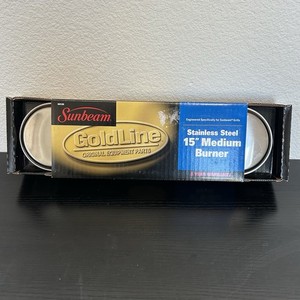 Sunbeam
GoldLine
ORIGINAL EQUIPMENT PARTS
Engineered Specifically for Sunbeam Grills
Stainless Steel
15" Medium
Burner